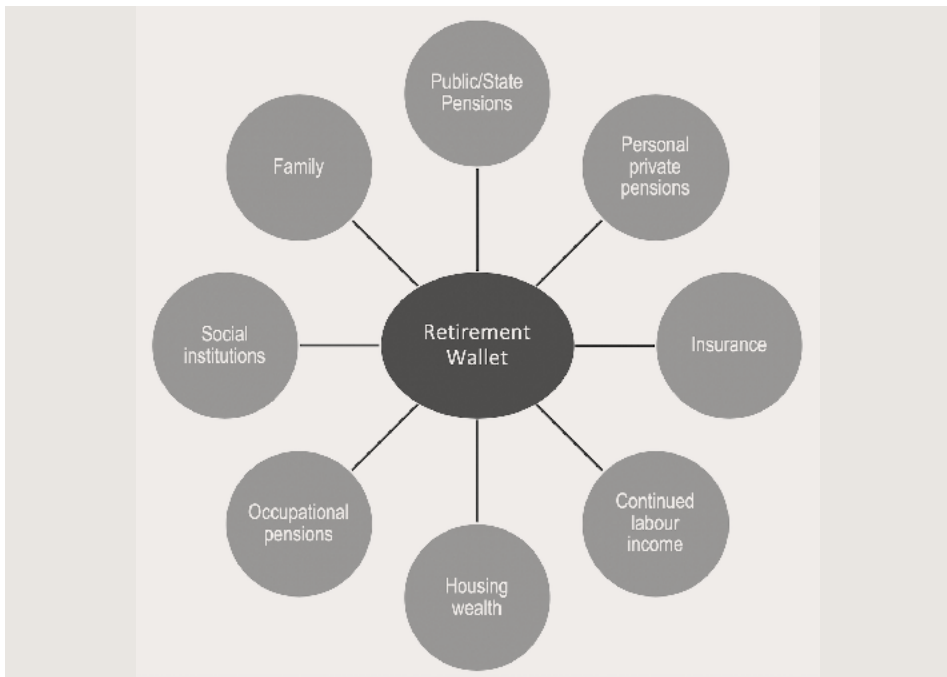 Public/State
Pensions
Personal
private
pensions
Insurance
Continued
labour
income
Housing
wealth
Occupational
pensions
Social
institutions
Family
Retirement
Wallet